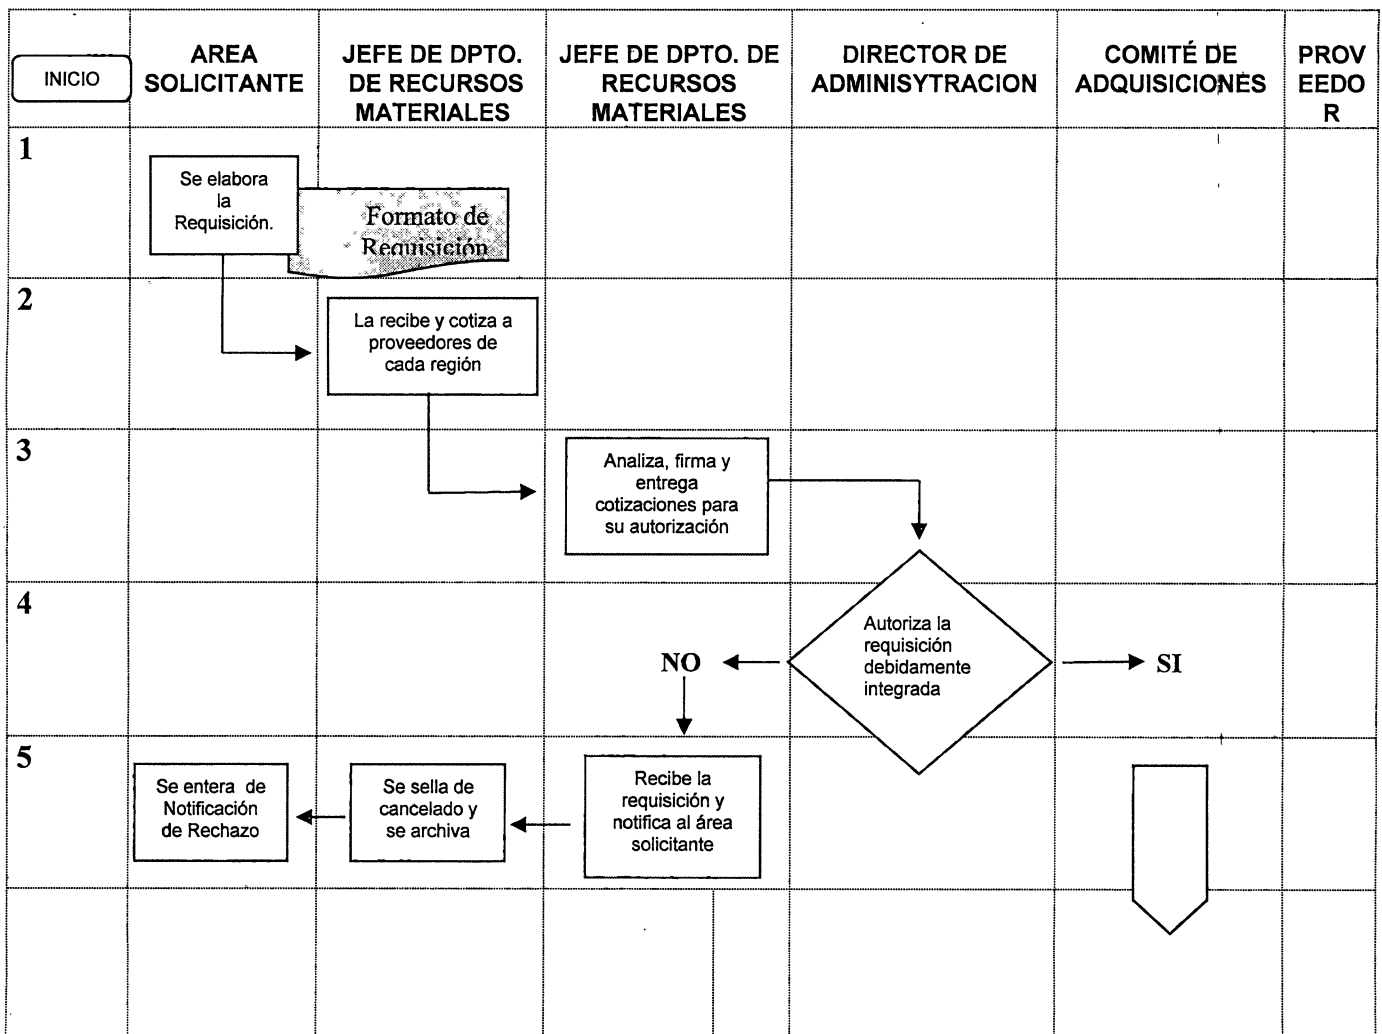 INICIO
AREA
SOLICITANTE
JEFE DE DPTO.
DE RECURSOS
MATERIALES
JEFE DE DPTO. DE
RECURSOS
MATERIALES
DIRECTOR DE
ADMINISYTRACION
COMITÉ DE
ADQUISICIONES
PROV
EEDO
R
1
Se elabora
la
Requisición.
Formato de
Requisición
2
La recibe y cotiza a
proveedores de
cada región
3
Analiza, firma y
entrega
cotizaciones para
su autorización
4
Autoriza la
requisición
debidamente
integrada
NO
SI
5
Se entera de
Notificación
de Rechazo
Se sella de
cancelado y
se archiva
Recibe la
requisición y
notifica al área
solicitante